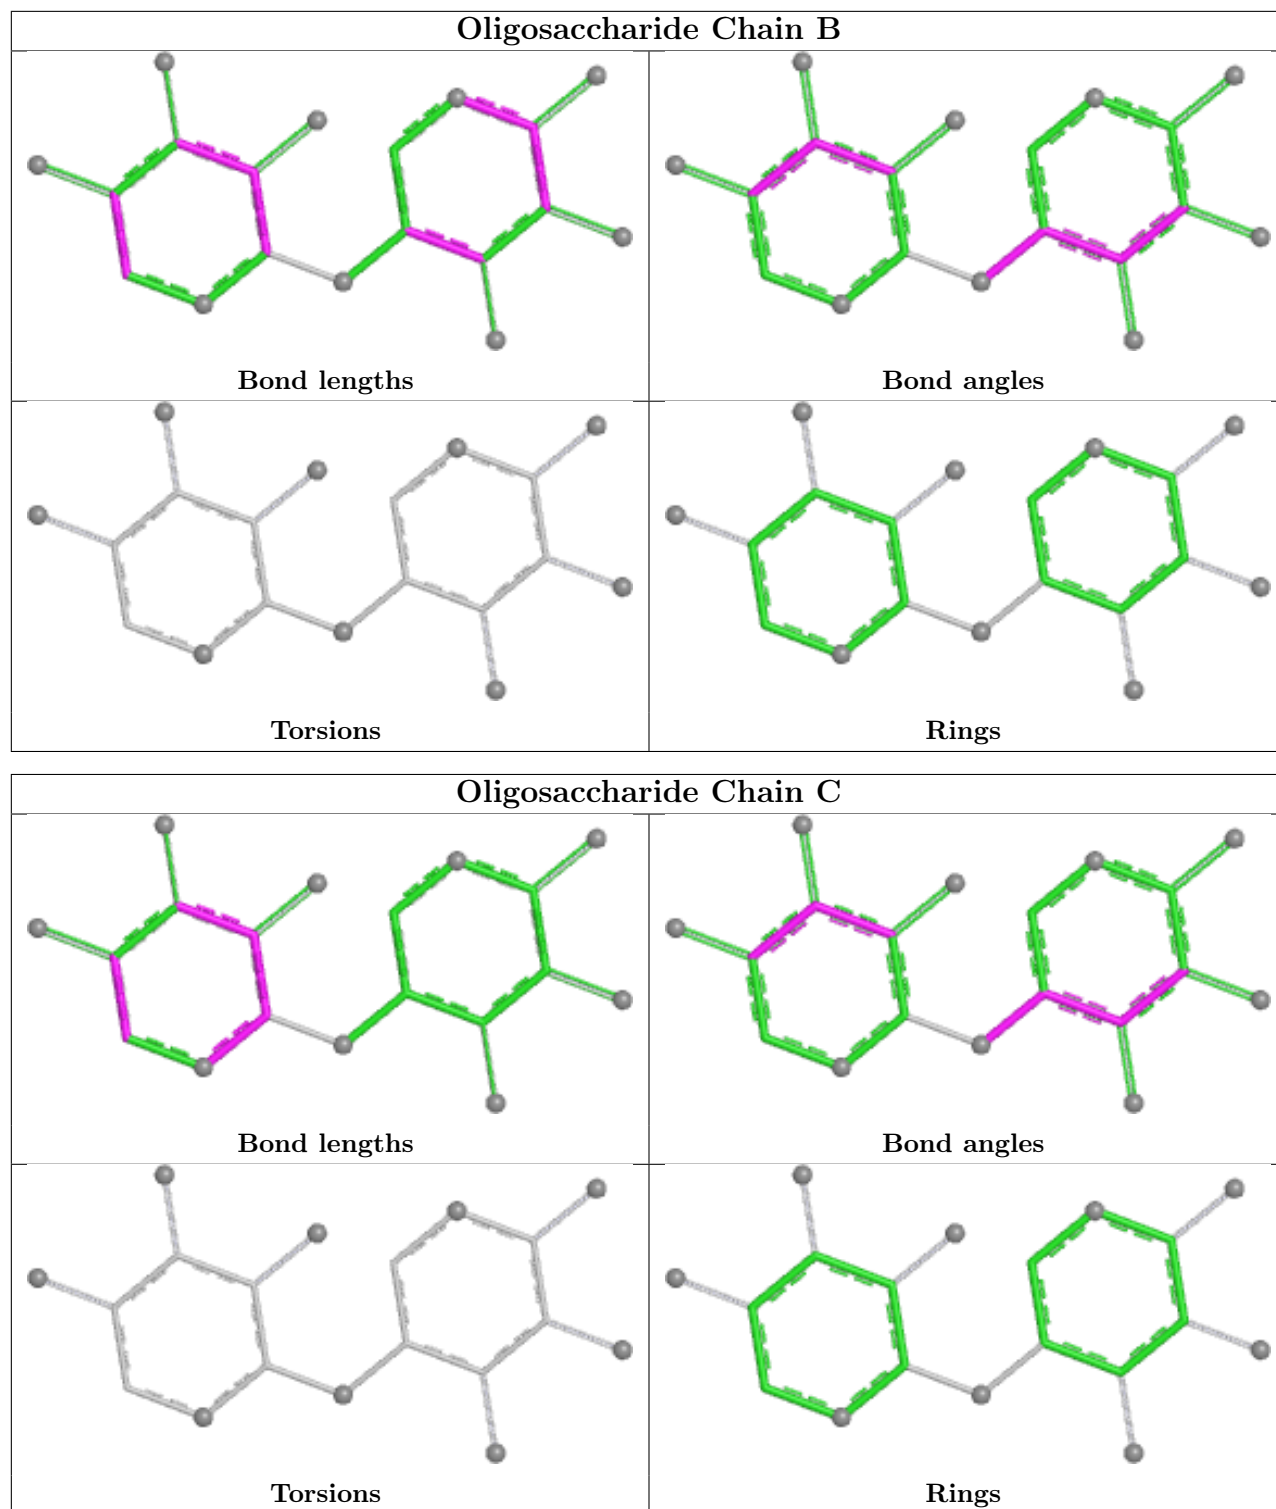 Oligosaccharide Chain B
Bond lengths
Bond angles
Torsions
Rings
Oligosaccharide Chain C
Bond lengths
Bond angles
Torsions
Rings